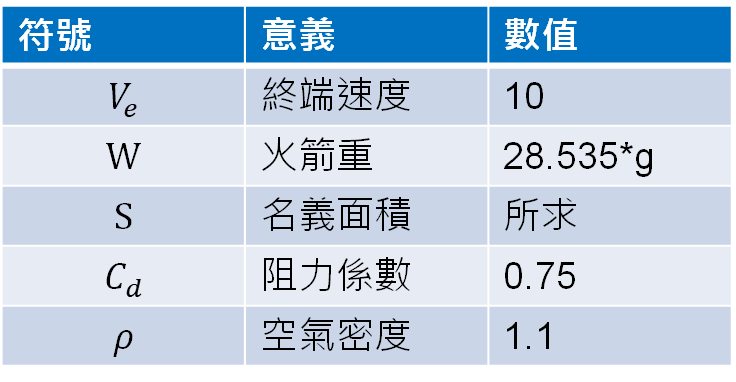 符號 意義 數值
Ve 終端速度 10
W 火箭重 28.535*g
S 名義面積 所求
Cd 阻力係數 0.75
ρ 空氣密度 1.1